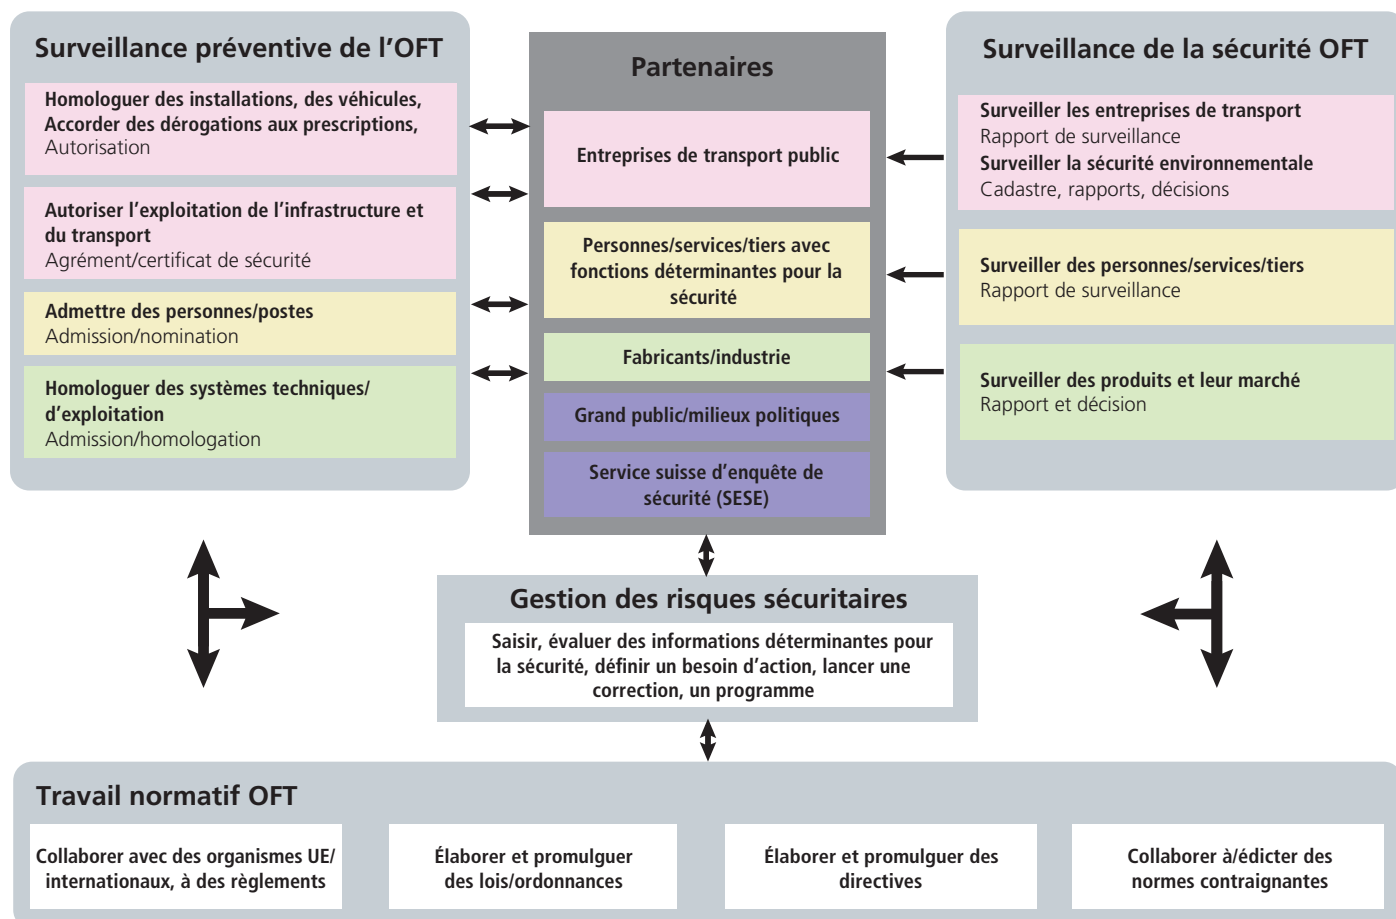 Surveillance préventive de l’OFT
Homologuer des installations, des véhicules,
Accorder des dérogations aux prescriptions,
Autorisation
Autoriser l’exploitation de l’infrastructure et
du transport
Agrément/certificat de sécurité
Admettre des personnes/postes
Admission/nomination
Homologuer des systèmes techniques/
d’exploitation
Admission/homologation
Partenaires
Entreprises de transport public
Personnes/services/tiers avec
fonctions déterminantes pour la
sécurité
Fabricants/industrie
Grand public/milieux politiques
Service suisse d’enquête de
sécurité (SESE)
Surveillance de la sécurité OFT
Surveiller les entreprises de transport
Rapport de surveillance
Surveiller la sécurité environnementale
Cadastre, rapports, décisions
Surveiller des personnes/services/tiers
Rapport de surveillance
Surveiller des produits et leur marché
Rapport et décision
Gestion des risques sécuritaires
Saisir, évaluer des informations déterminantes pour
la sécurité, définir un besoin d’action, lancer une
correction, un programme
Travail normatif OFT
Collaborer avec des organismes UE/
internationaux, à des règlements
Élaborer et promulguer
des lois/ordonnances
Élaborer et promulguer des
directives
Collaborer à/édicter des
normes contraignantes